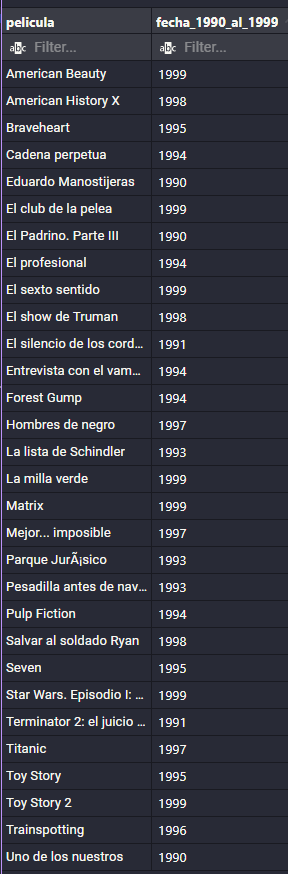 pelicula fecha_1990_al_1999
abc Filter... abc Filter...
American Beauty 1999
American History X 1998
Braveheart 1995
Cadena perpetua 1994
Eduardo Manostijeras 1990
El club de la pelea 1999
El Padrino. Parte III 1990
El profesional 1994
El sexto sentido 1999
El show de Truman 1998
El silencio de los cord... 1991
Entrevista con el vam... 1994
Forest Gump 1994
Hombres de negro 1997
La lista de Schindler 1993
La milla verde 1999
Matrix 1999
Mejor... imposible 1997
Parque JurÃ¡sico 1993
Pesadilla antes de nav... 1993
Pulp Fiction 1994
Salvar al soldado Ryan 1998
Seven 1995
Star Wars. Episodio I: ... 1999
Terminator 2: el juicio ... 1991
Titanic 1997
Toy Story 1995
Toy Story 2 1999
Trainspotting 1996
Uno de los nuestros 1990